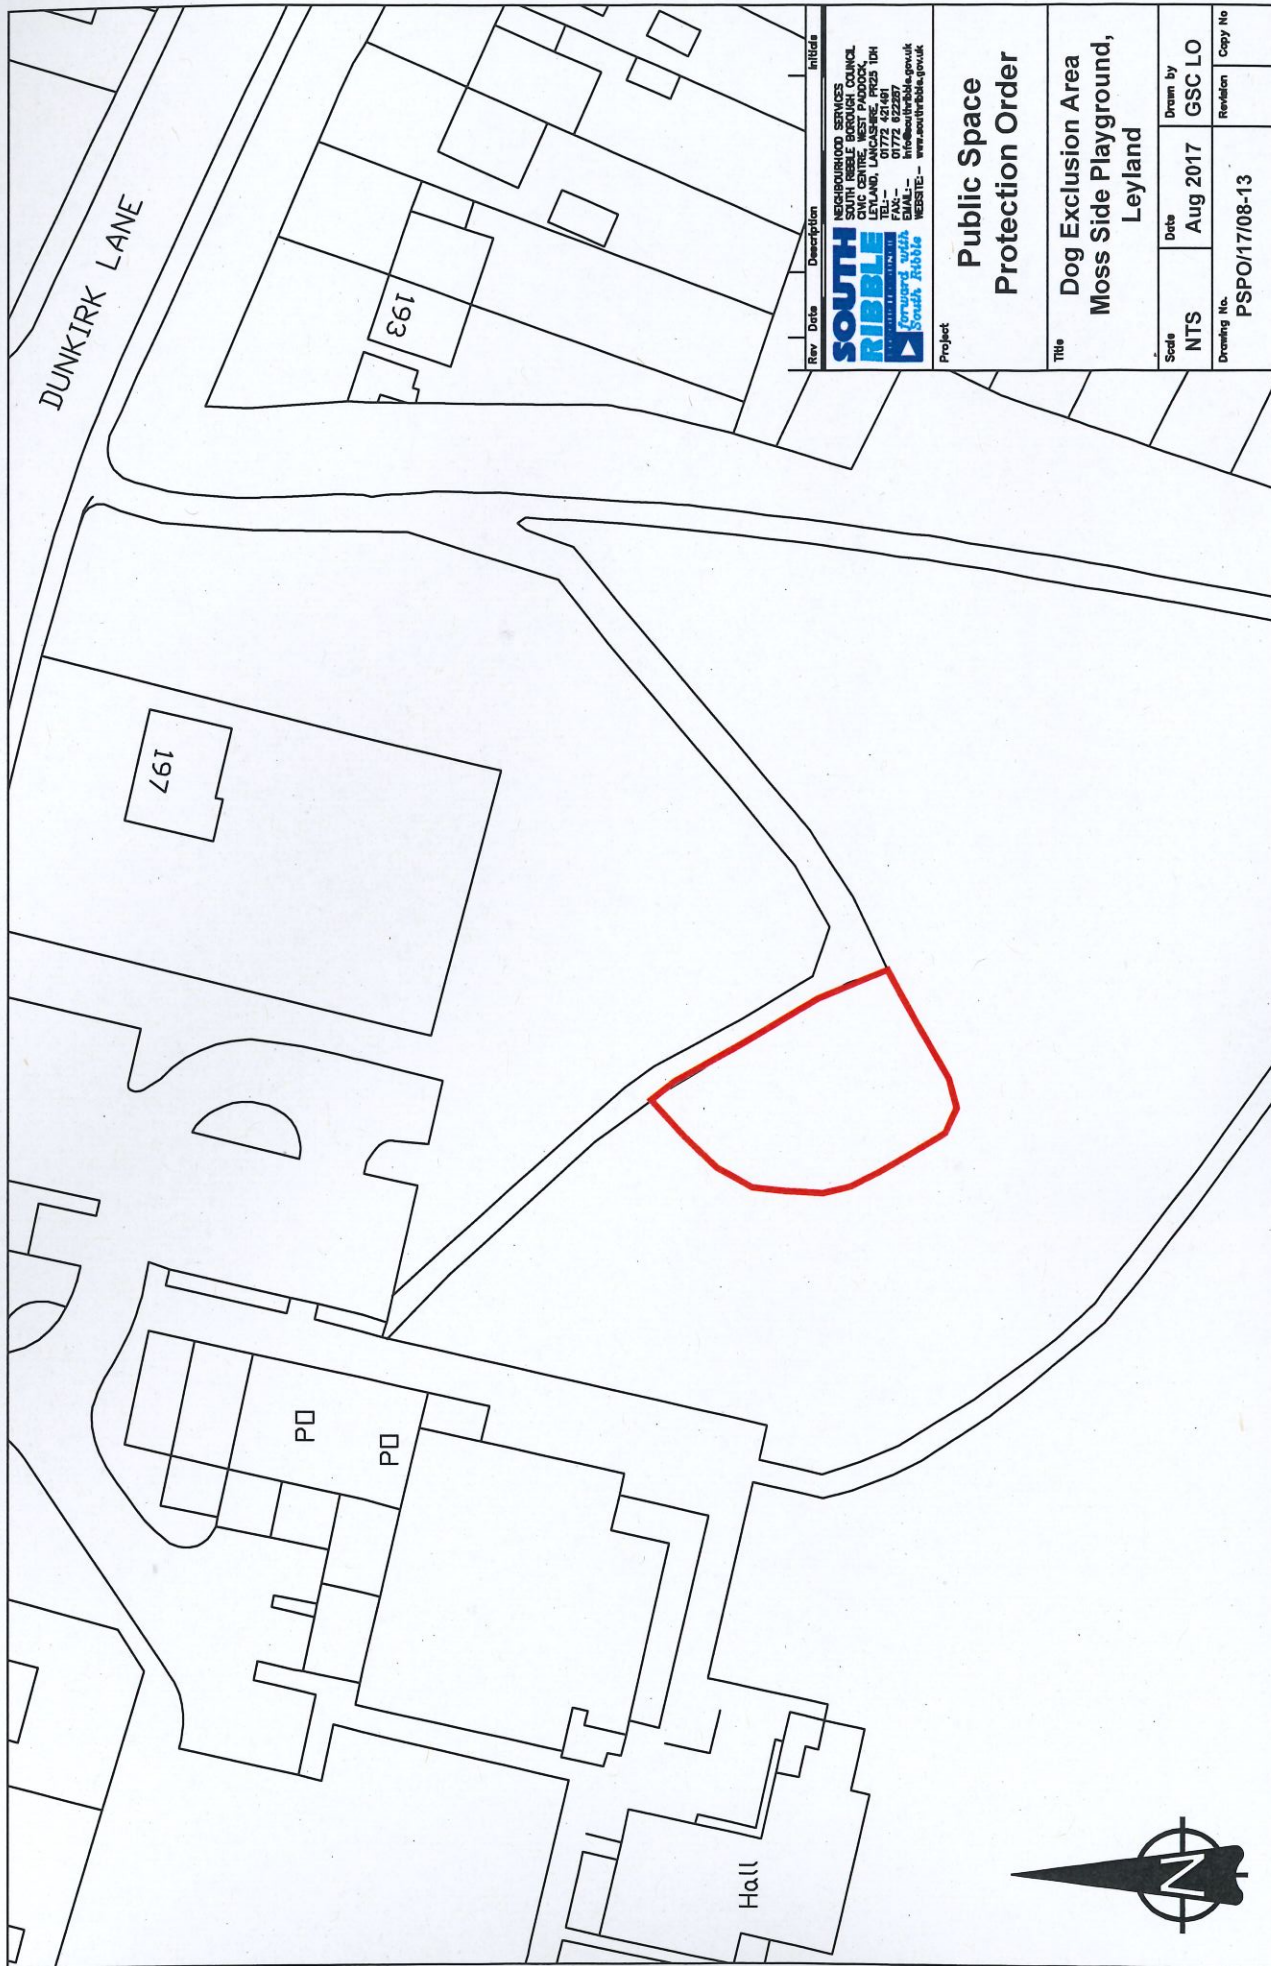 DUNKIRK LANE
193
197
PO
PO
Hall
N
Rev Date Description Initials
SOUTH
RIBBLE
forward with
South Ribble
NEIGHBOURHOOD SERVICES
SOUTH RIBBLE BOROUGH COUNCIL
CIVIC CENTRE, WEST PADDOCK,
LEYLAND, LANCASHIRE, PR25 1DH
TEL:- 01772 421491
FAX:- 01772 622287
EMAIL:- info@southribble.gov.uk
WEBSITE:- www.southribble.gov.uk
Project
Public Space
Protection Order
Title
Dog Exclusion Area
Moss Side Playground,
Leyland
Scale Date Drawn by
NTS Aug 2017 GSC LO
Drawing No. Revision Copy No
PSPO/17/08-13